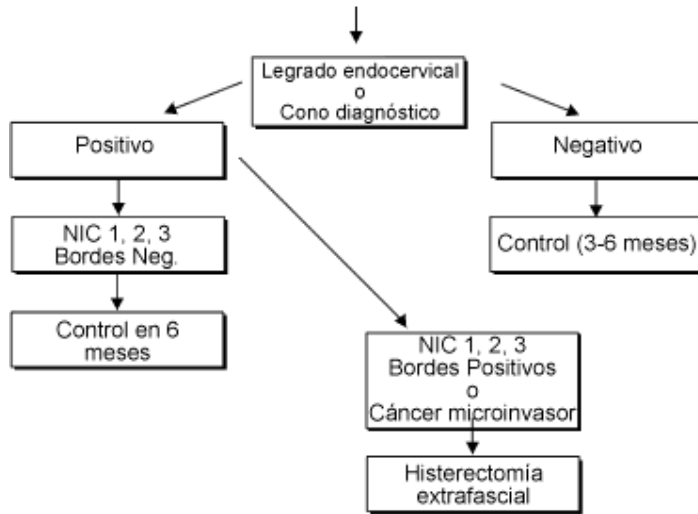 Legrado endocervical
o
Cono diagnóstico
Positivo
Negativo
NIC 1, 2, 3
Bordes Neg.
Control (3-6 meses)
Control en 6
meses
NIC 1, 2, 3
Bordes Positivos
o
Cáncer microinvasor
Histerectomía
extrafascial